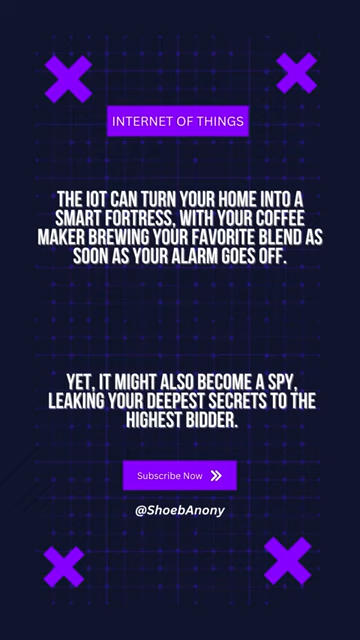 INTERNET OF THINGS
THE IOT CAN TURN YOUR HOME INTO A
SMART FORTRESS, WITH YOUR COFFEE
MAKER BREWING YOUR FAVORITE BLEND AS
SOON AS YOUR ALARM GOES OFF.
YET, IT MIGHT ALSO BECOME A SPY,
LEAKING YOUR DEEPEST SECRETS TO THE
HIGHEST BIDDER.
Subscribe Now
@ShoebAnony